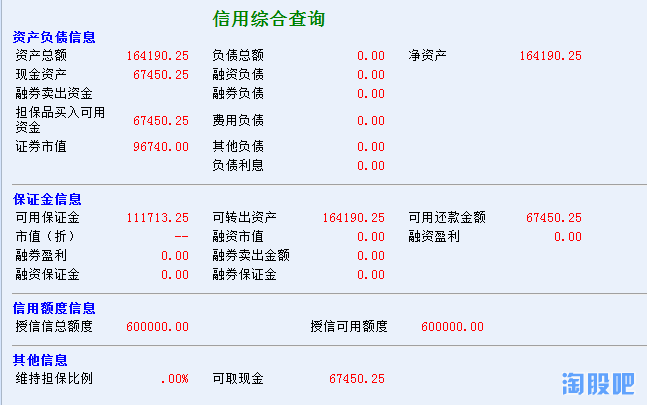 信用综合查询
资产负债信息
资产总额 164190.25 负债总额 0.00 净资产 164190.25
现金资产 67450.25 融资负债 0.00
融券卖出资金 融券负债 0.00
担保品买入可用
资金 67450.25 费用负债 0.00
证券市值 96740.00 其他负债 0.00
负债利息 0.00
保证金信息
可用保证金 111713.25 可转出资产 164190.25 可用还款金额 67450.25
市值（折） -- 融资市值 0.00 融资盈利 0.00
融券盈利 0.00 融券卖出金额 0.00
融资保证金 0.00 融券保证金 0.00
信用额度信息
授信信总额度 600000.00 授信可用额度 600000.00
其他信息
维持担保比例 .00% 可取现金 67450.25
淘股吧